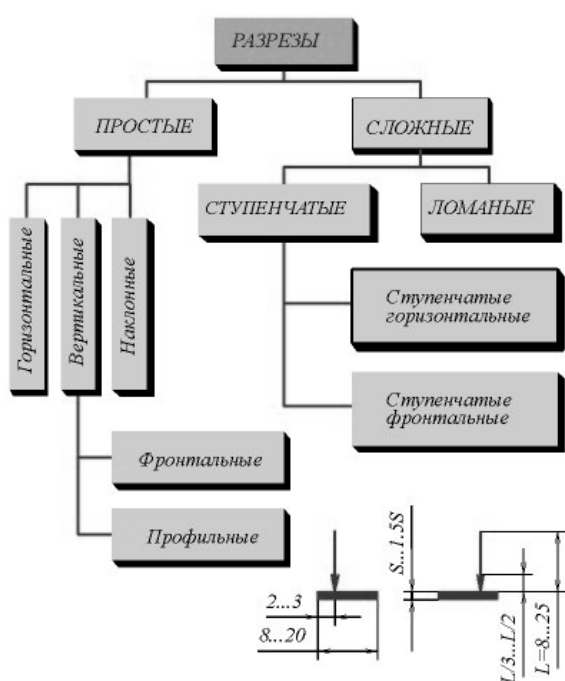 РАЗРЕЗЫ
ПРОСТЫЕ
СЛОЖНЫЕ
СТУПЕНЧАТЫЕ
ЛОМАНЫЕ
Горизонтальные
Вертикальные
Наклонные
Ступенчатые
горизонтальные
Ступенчатые
фронтальные
Фронтальные
Профильные
2...3
8...20
S...1.5S
L/3...L/2
L=8...25